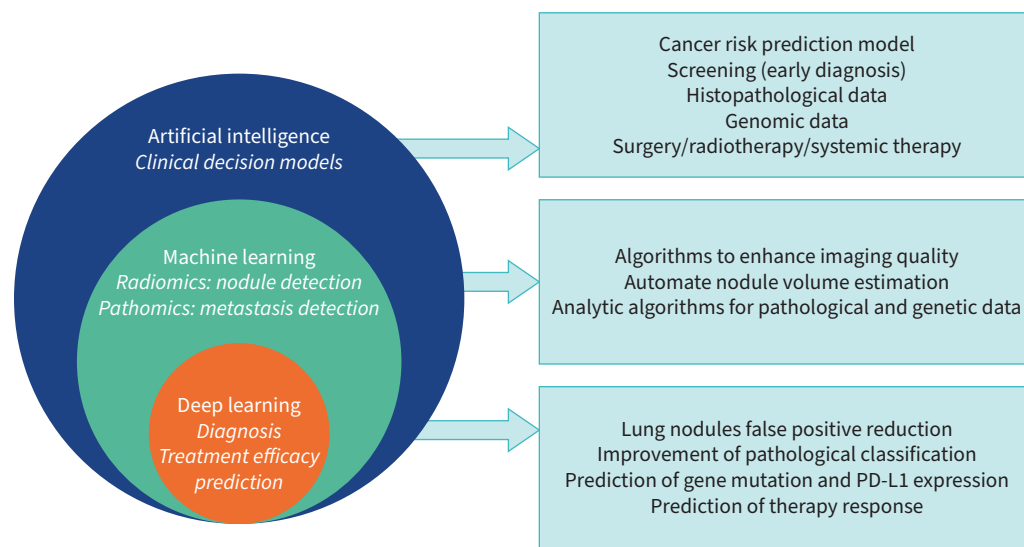 Artificial intelligence
Clinical decision models
Machine learning
Radiomics: nodule detection
Pathomics: metastasis detection
Deep learning
Diagnosis
Treatment efficacy
prediction
Cancer risk prediction model
Screening (early diagnosis)
Histopathological data
Genomic data
Surgery/radiotherapy/systemic therapy
Algorithms to enhance imaging quality
Automate nodule volume estimation
Analytic algorithms for pathological and genetic data
Lung nodules false positive reduction
Improvement of pathological classification
Prediction of gene mutation and PD-L1 expression
Prediction of therapy response